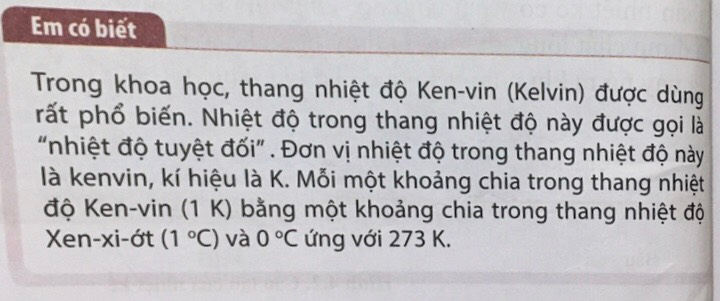 Em có biết
Trong khoa học, thang nhiệt độ Ken-vin (Kelvin) được dùng
rất phổ biến. Nhiệt độ trong thang nhiệt độ này được gọi là
“nhiệt độ tuyệt đối” . Đơn vị nhiệt độ trong thang nhiệt độ này
là kenvin, kí hiệu là K. Mỗi một khoảng chia trong thang nhiệt
độ Ken-vin (1 K) bằng một khoảng chia trong thang nhiệt độ
Xen-xi-ớt (1 °C) và 0 °C ứng với 273 K.